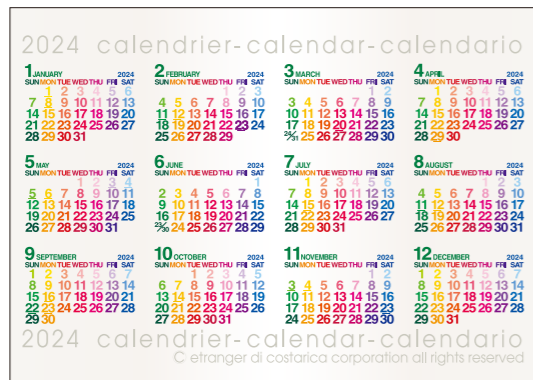 2024 calendrier-calendar-calendario
1 JANUARY 2024
SUN MON TUE WED THU FRI SAT
1 2 3 4 5 6
7 8 9 10 11 12 13
14 15 16 17 18 19 20
21 22 23 24 25 26 27
28 29 30 31
2 FEBRUARY 2024
SUN MON TUE WED THU FRI SAT
1 2 3
4 5 6 7 8 9 10
11 12 13 14 15 16 17
18 19 20 21 22 23 24
25 26 27 28 29
3 MARCH 2024
SUN MON TUE WED THU FRI SAT
1 2
3 4 5 6 7 8 9
10 11 12 13 14 15 16
17 18 19 20 21 22 23
24/31 25 26 27 28 29 30
4 APRIL 2024
SUN MON TUE WED THU FRI SAT
1 2 3 4 5 6
7 8 9 10 11 12 13
14 15 16 17 18 19 20
21 22 23 24 25 26 27
28 29 30
5 MAY 2024
SUN MON TUE WED THU FRI SAT
1 2 3 4
5 6 7 8 9 10 11
12 13 14 15 16 17 18
19 20 21 22 23 24 25
26 27 28 29 30 31
6 JUNE 2024
SUN MON TUE WED THU FRI SAT
1
2 3 4 5 6 7 8
9 10 11 12 13 14 15
16 17 18 19 20 21 22
23/30 24 25 26 27 28 29
7 JULY 2024
SUN MON TUE WED THU FRI SAT
1 2 3 4 5 6
7 8 9 10 11 12 13
14 15 16 17 18 19 20
21 22 23 24 25 26 27
28 29 30 31
8 AUGUST 2024
SUN MON TUE WED THU FRI SAT
1 2 3
4 5 6 7 8 9 10
11 12 13 14 15 16 17
18 19 20 21 22 23 24
25 26 27 28 29 30 31
9 SEPTEMBER 2024
SUN MON TUE WED THU FRI SAT
1 2 3 4 5 6 7
8 9 10 11 12 13 14
15 16 17 18 19 20 21
22 23 24 25 26 27 28
29 30
10 OCTOBER 2024
SUN MON TUE WED THU FRI SAT
1 2 3 4 5
6 7 8 9 10 11 12
13 14 15 16 17 18 19
20 21 22 23 24 25 26
27 28 29 30 31
11 NOVEMBER 2024
SUN MON TUE WED THU FRI SAT
1 2
3 4 5 6 7 8 9
10 11 12 13 14 15 16
17 18 19 20 21 22 23
24 25 26 27 28 29 30
12 DECEMBER 2024
SUN MON TUE WED THU FRI SAT
1 2 3 4 5 6 7
8 9 10 11 12 13 14
15 16 17 18 19 20 21
22 23 24 25 26 27 28
29 30 31
2024 calendrier-calendar-calendario
C etranger di costarica corporation all rights reserved